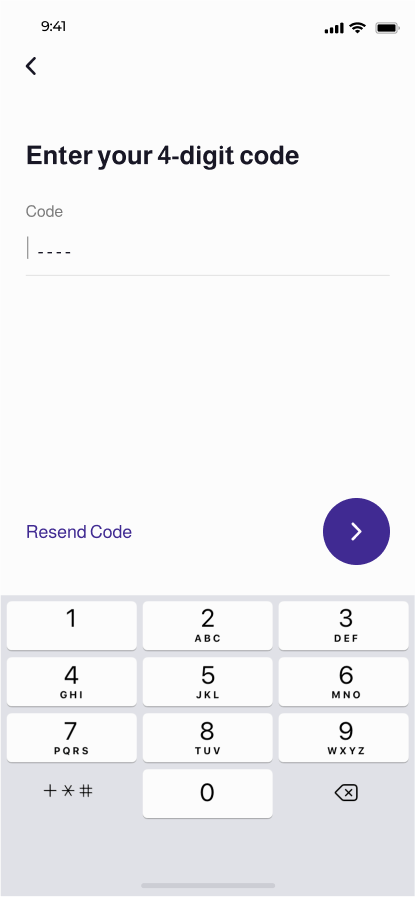 9:41
Enter your 4-digit code
Code
----
Resend Code
1 2 3
ABC DEF
4 5 6
GHI JKL MNO
7 8 9
PQRS TUV WXYZ
+*# 0